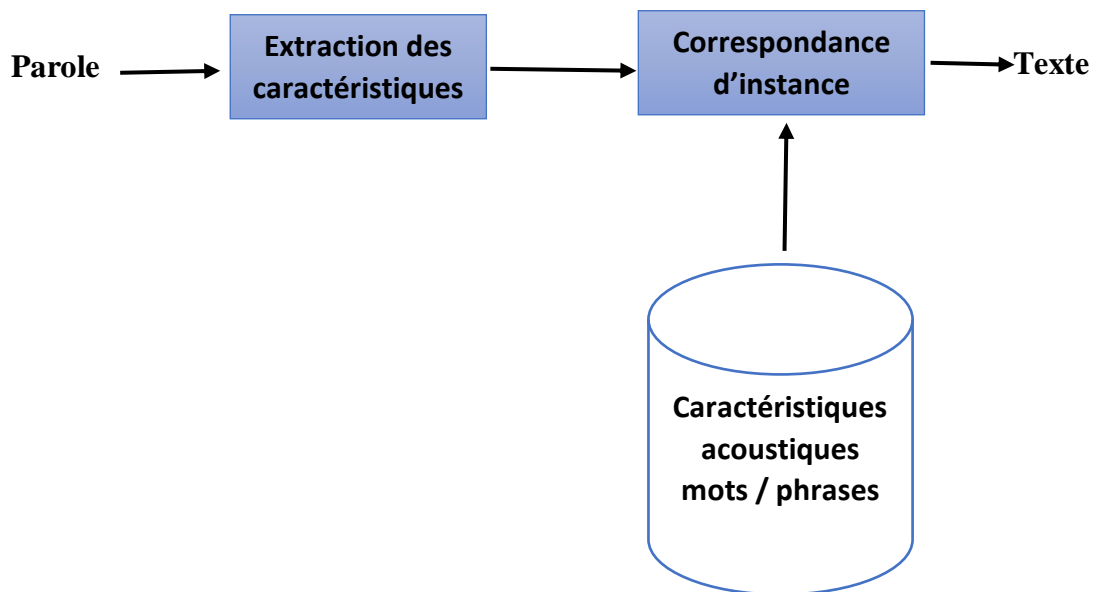 Parole
Extraction des
caractéristiques
Correspondance
d’instance
Texte
Caractéristiques
acoustiques
mots / phrases